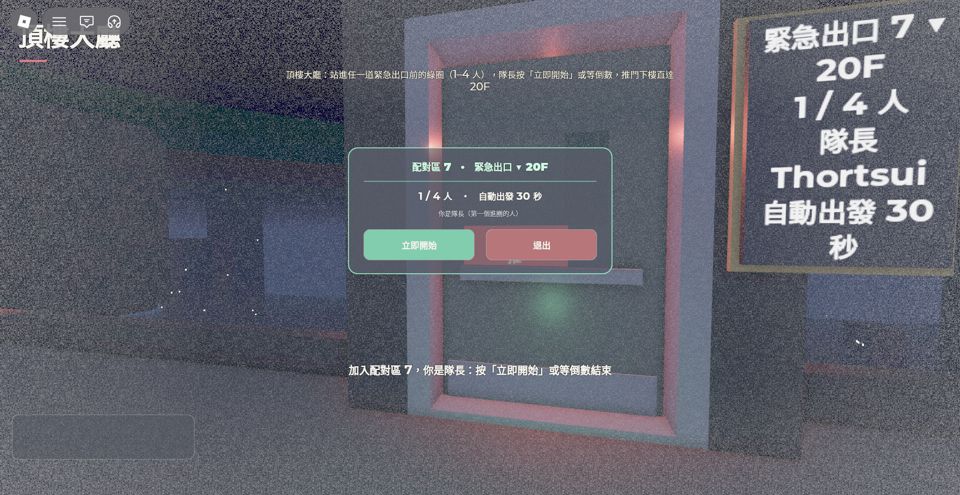 頂樓大廳
頂樓大廳：站進任一道緊急出口前的綠圈（1–4 人），隊長按「立即開始」或等倒數，推門下樓直達
20F
緊急出口 7 ▼
20F
1 / 4 人
隊長
Thortsui
自動出發 30
秒
配對區 7 • 緊急出口 ▼ 20F
1 / 4 人 • 自動出發 30 秒
你是隊長（第一個進圈的人）
立即開始
退出
加入配對區 7，你是隊長：按「立即開始」或等倒數結束